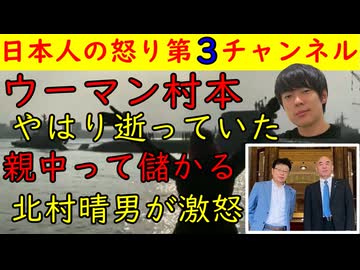 日本人の怒り第3チャンネル
ウーマン村本
やはり逝っていた
親中って儲かる
北村晴男が激怒